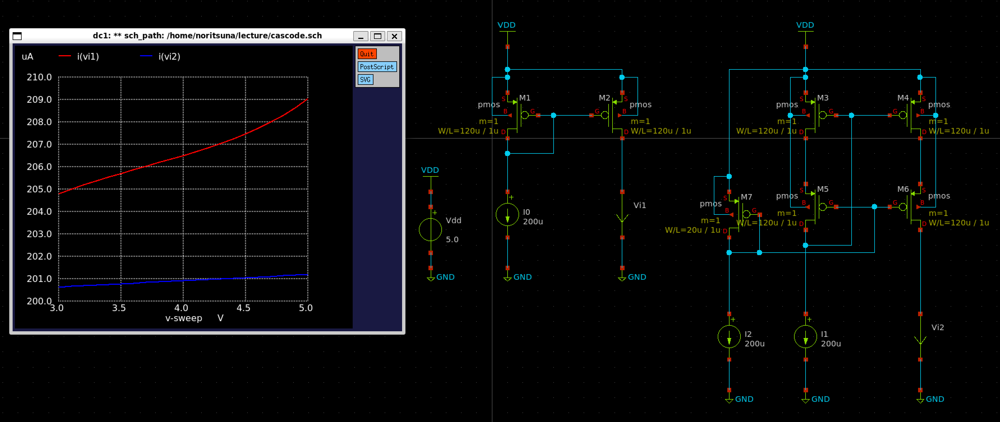 dc1: ** sch_path: /home/noritsuna/lecture/cascode.sch
Quit
PostScript
SVG
uA i(vi1) i(vi2)
210.0
209.0
208.0
207.0
206.0
205.0
204.0
203.0
202.0
201.0
200.0
3.0 3.5 4.0 4.5 5.0
v-sweep V
VDD
S M1
pmos
B G
m=1
W/L=120u / 1u D
M2 S
pmos
G B
m=1
D W/L=120u / 1u
VDD
+
Vdd
5.0
GND
+
I0
200u
GND
Vi1
GND
VDD
S M3
pmos
B G
m=1
W/L=120u / 1u D
M4 S
pmos
G B
m=1
D W/L=120u / 1u
S M7
pmos
B G
m=1
W/L=20u / 1u D
S M5
pmos
B G
m=1
W/L=120u / 1u D
M6 S
pmos
G B
m=1
D W/L=120u / 1u
+
I2
200u
GND
+
I1
200u
GND
Vi2
GND